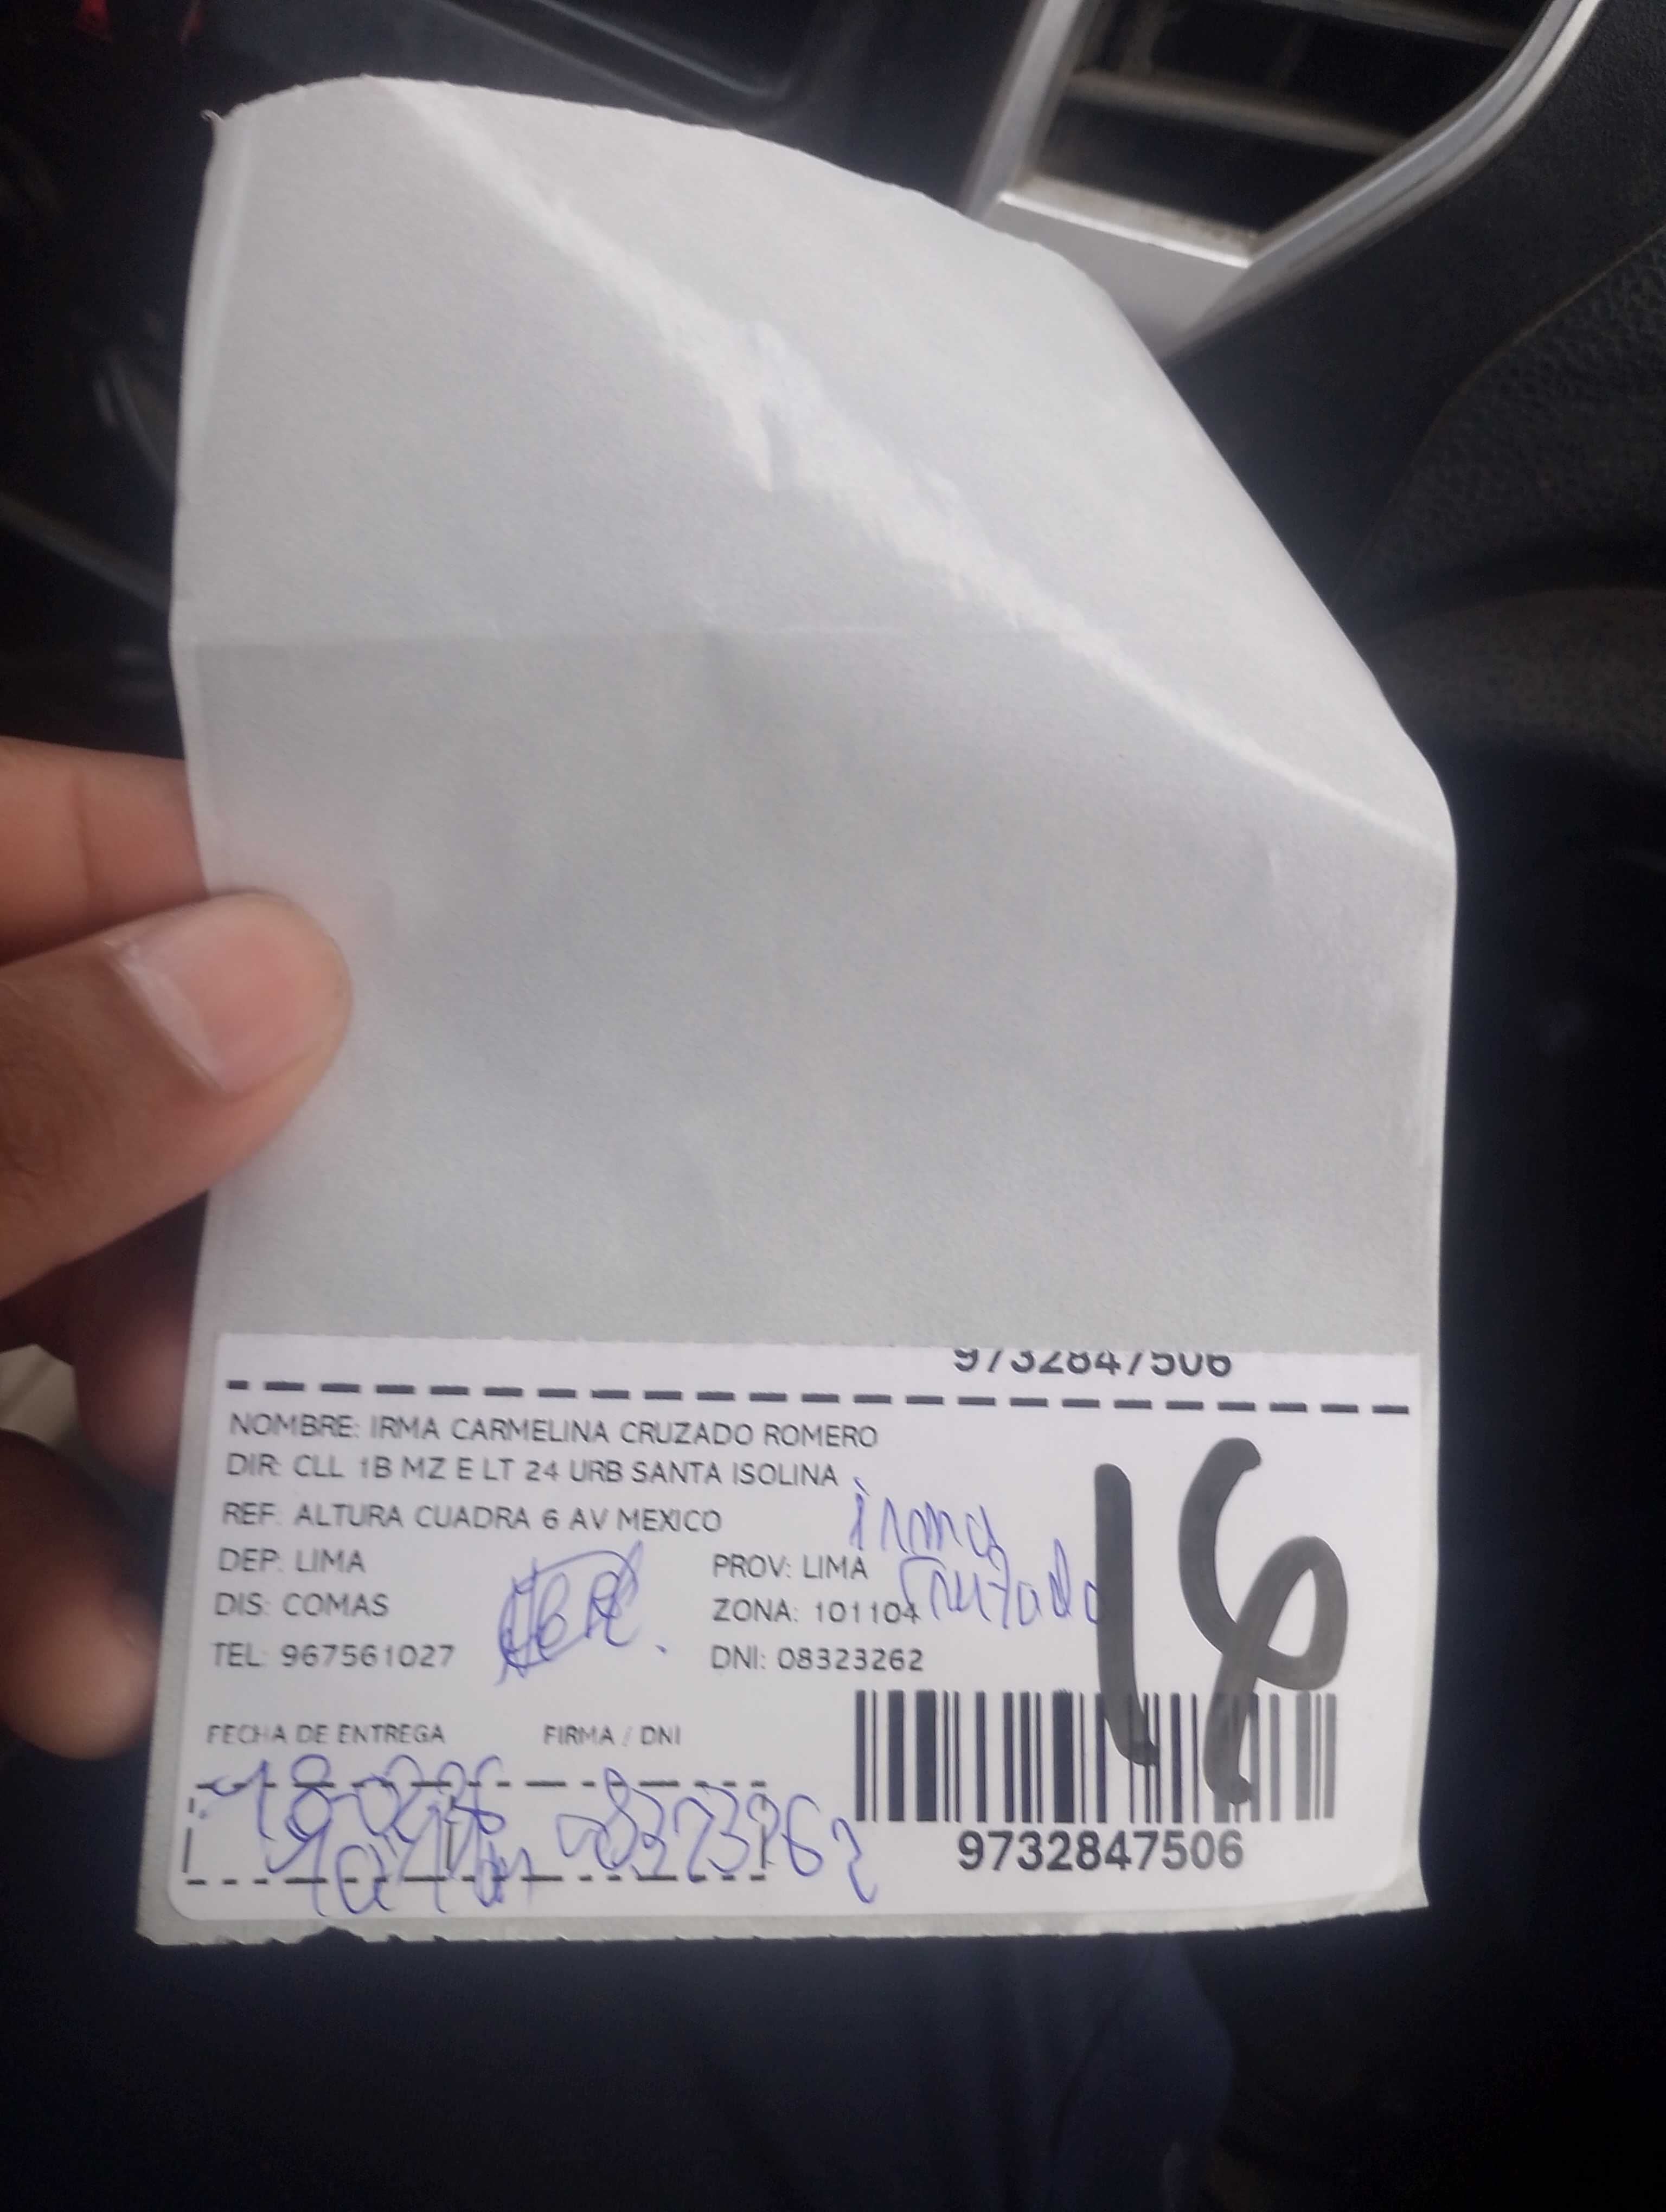 9732847506
NOMBRE: IRMA CARMELINA CRUZADO ROMERO
DIR: CLL 1B MZ E LT 24 URB SANTA ISOLINA
REF: ALTURA CUADRA 6 AV MEXICO
irma
Cruzado
16
DEP: LIMA PROV: LIMA
DIS: COMAS ZONA: 101104
TEL: 967561027 DNI: 08323262
FECHA DE ENTREGA FIRMA / DNI
08323262
9732847506